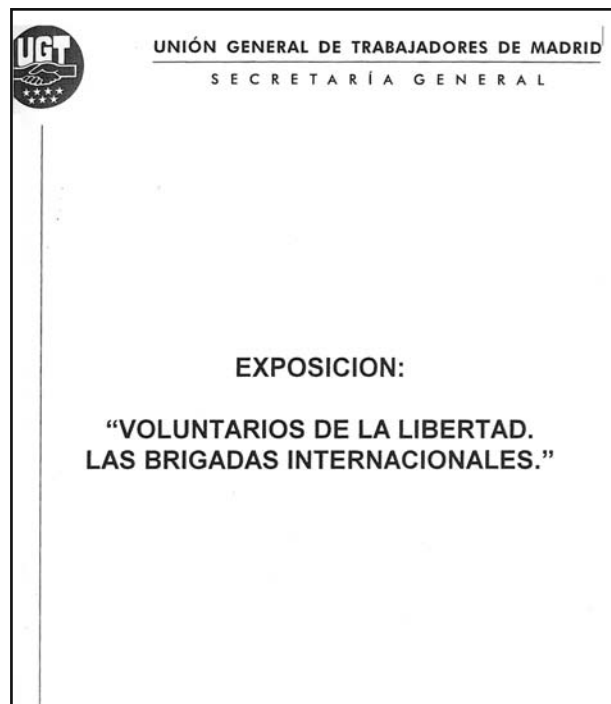 UGT
UNIÓN GENERAL DE TRABAJADORES DE MADRID
SECRETARÍA GENERAL
EXPOSICION:
“VOLUNTARIOS DE LA LIBERTAD.
LAS BRIGADAS INTERNACIONALES.”